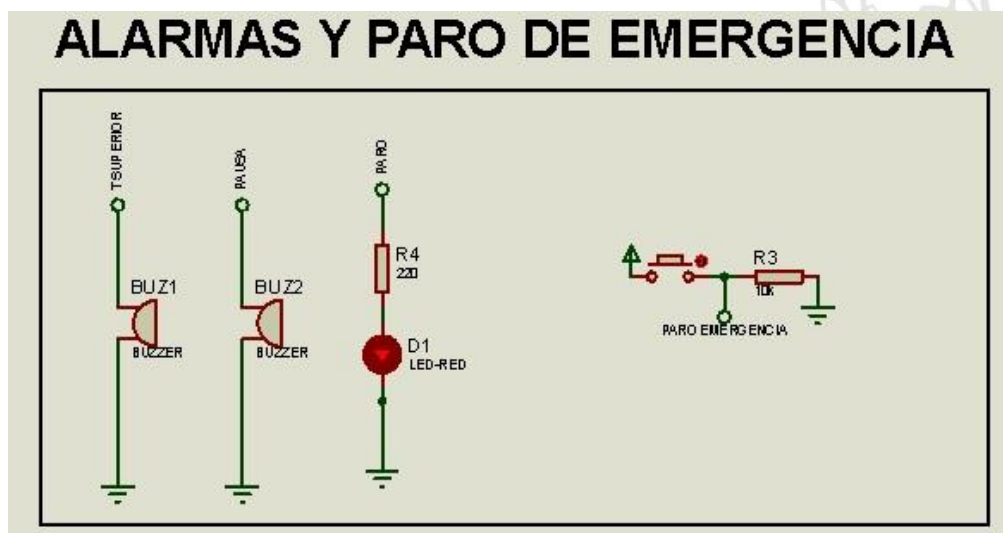 ALARMAS Y PARO DE EMERGENCIA
TSUPERIOR
PAUSA
PARO
BUZ1
BUZZER
BUZ2
BUZZER
R4
220
D1
LED-RED
R3
10k
PARO EMERGENCIA